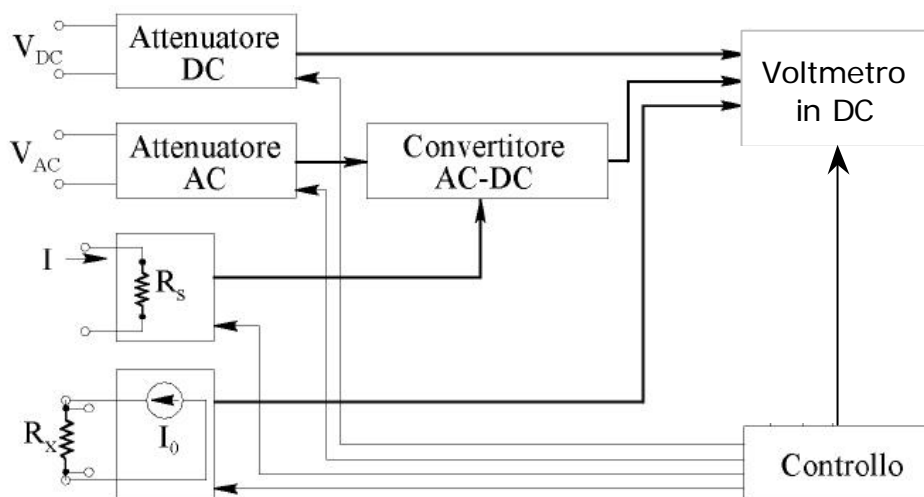 V_DC
Attenuatore
DC
Voltmetro
in DC
V_AC
Attenuatore
AC
Convertitore
AC-DC
I
R_s
R_x
I_0
Controllo